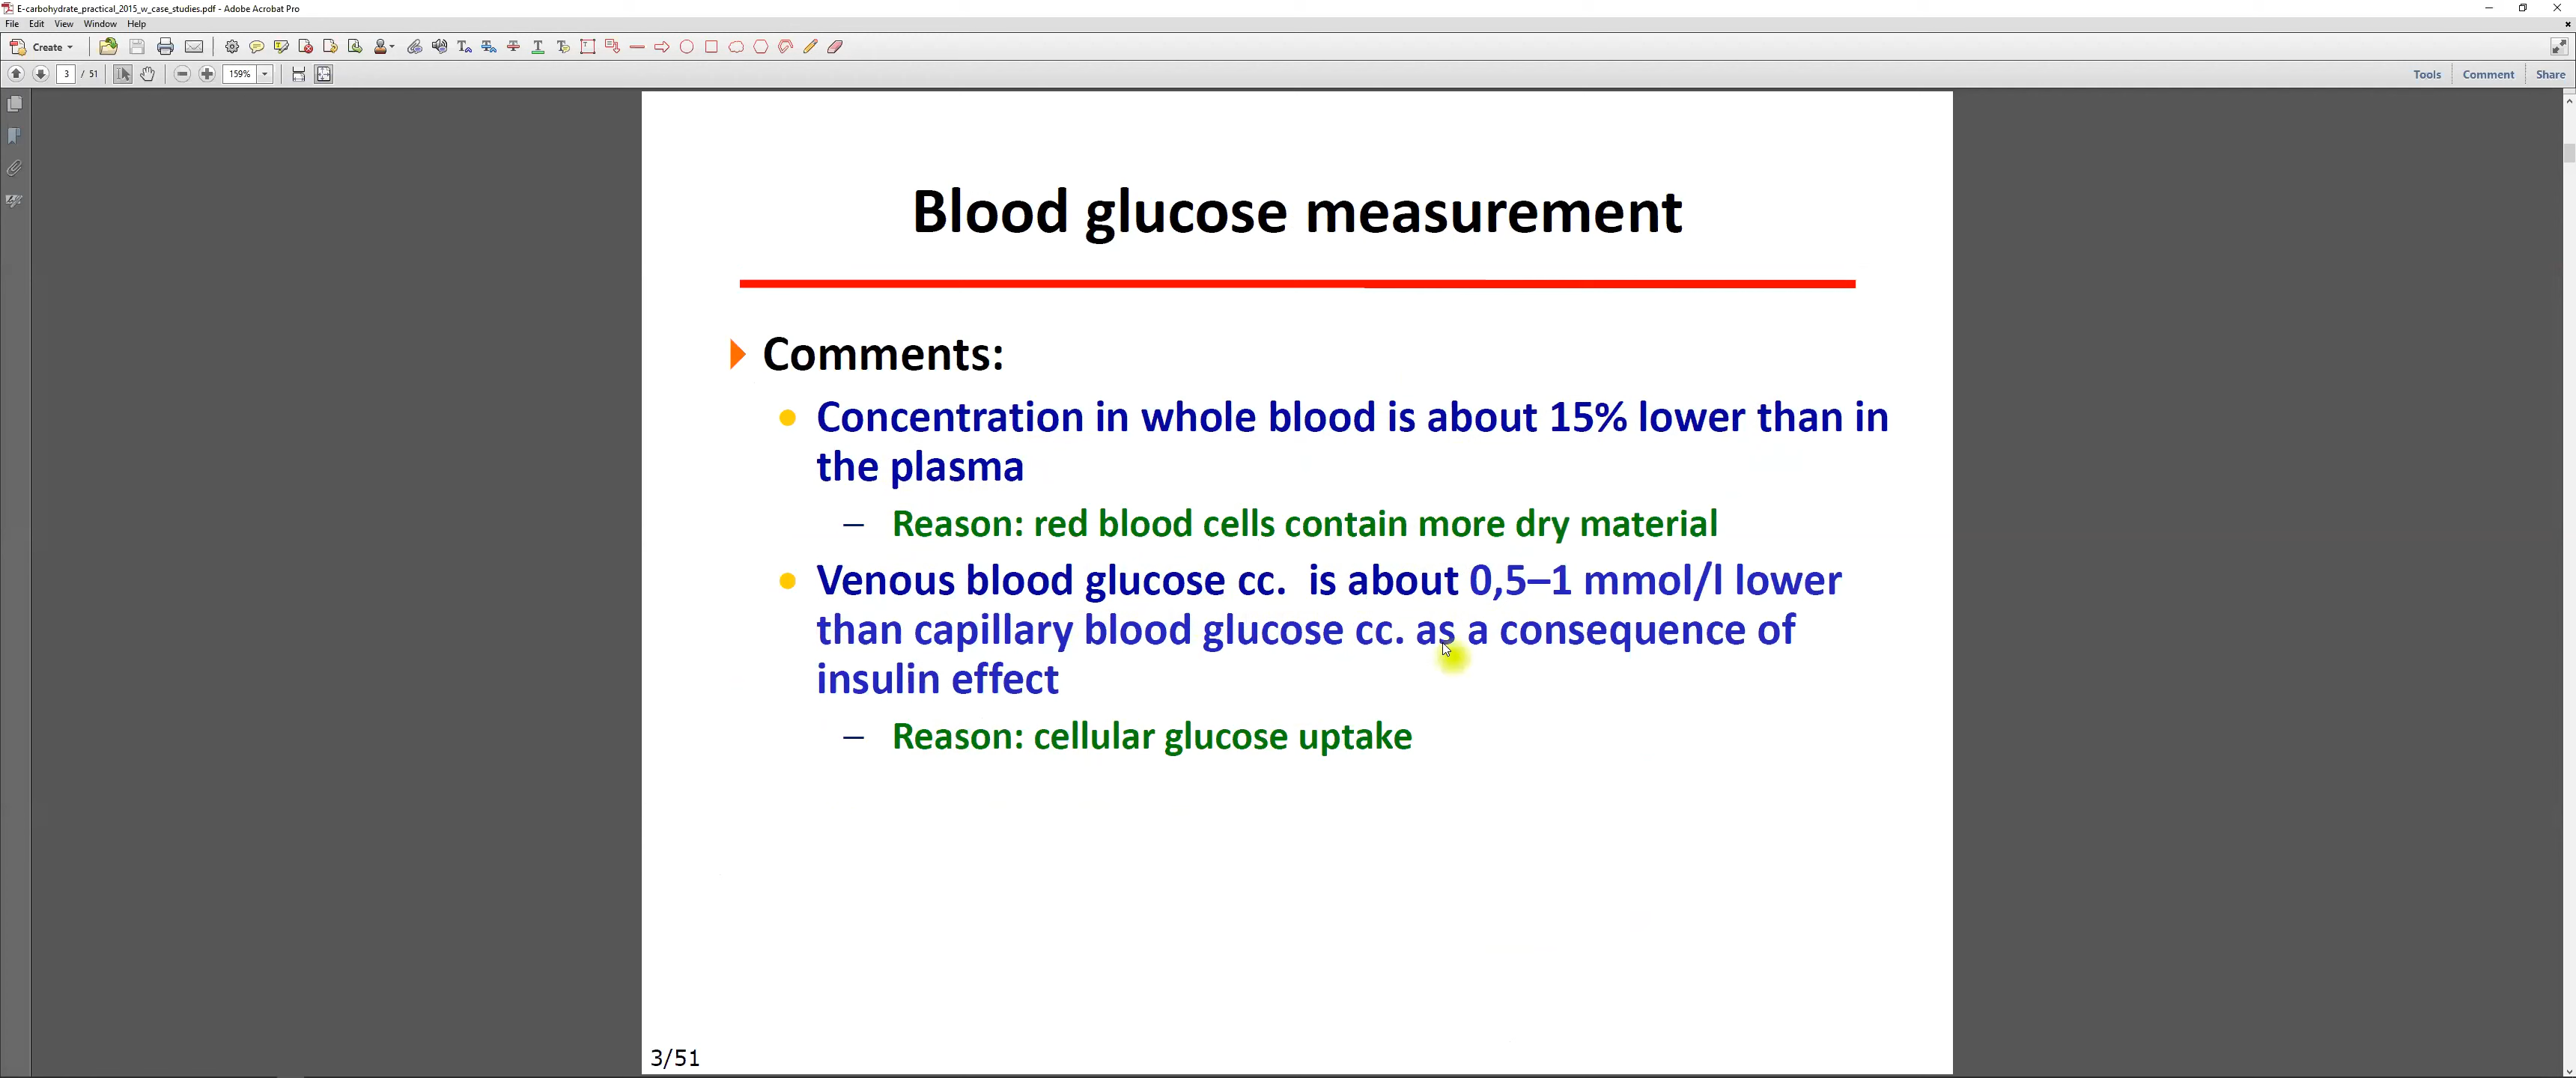 E-carbohydrate_practical_2015_w_case_studies.pdf - Adobe Acrobat Pro
File Edit View Window Help
Create
3 / 51 159% Tools Comment Share
Blood glucose measurement
Comments:
Concentration in whole blood is about 15% lower than in
the plasma
– Reason: red blood cells contain more dry material
Venous blood glucose cc. is about 0,5–1 mmol/l lower
than capillary blood glucose cc. as a consequence of
insulin effect
– Reason: cellular glucose uptake
3/51